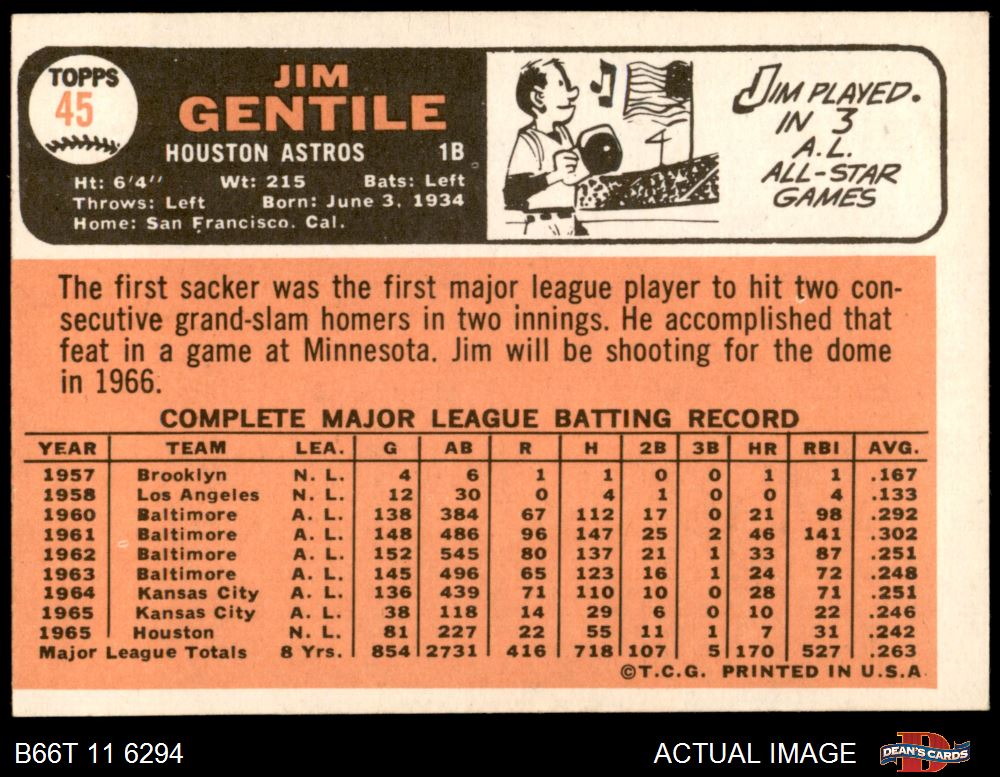 TOPPS
45
JIM
GENTILE
HOUSTON ASTROS 1B
Ht: 6'4" Wt: 215 Bats: Left
Throws: Left Born: June 3, 1934
Home: San Francisco, Cal.
JIM PLAYED
IN 3
A.L.
ALL-STAR
GAMES
4
The first sacker was the first major league player to hit two con-
secutive grand-slam homers in two innings. He accomplished that
feat in a game at Minnesota. Jim will be shooting for the dome
in 1966.
COMPLETE MAJOR LEAGUE BATTING RECORD
YEAR TEAM LEA. G AB R H 2B 3B HR RBI AVG.
1957 Brooklyn N. L. 4 6 1 1 0 0 1 1 .167
1958 Los Angeles N. L. 12 30 0 4 1 0 0 4 .133
1960 Baltimore A. L. 138 384 67 112 17 0 21 98 .292
1961 Baltimore A. L. 148 486 96 147 25 2 46 141 .302
1962 Baltimore A. L. 152 545 80 137 21 1 33 87 .251
1963 Baltimore A. L. 145 496 65 123 16 1 24 72 .248
1964 Kansas City A. L. 136 439 71 110 10 0 28 71 .251
1965 Kansas City A. L. 38 118 14 29 6 0 10 22 .246
1965 Houston N. L. 81 227 22 55 11 1 7 31 .242
Major League Totals 8 Yrs. 854 2731 416 718 107 5 170 527 .263
©T.C.G. PRINTED IN U.S.A
B66T 11 6294 ACTUAL IMAGE DEAN'S CARDS